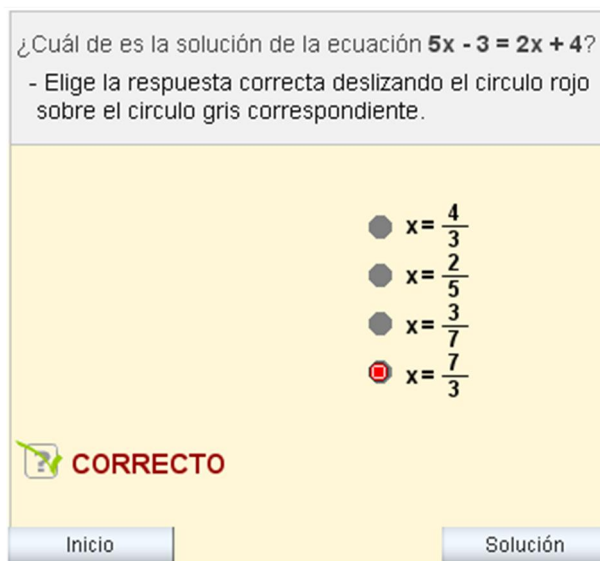 ¿Cuál de es la solución de la ecuación 5x - 3 = 2x + 4?
- Elige la respuesta correcta deslizando el circulo rojo
sobre el circulo gris correspondiente.
x= 4/3
x= 2/5
x= 3/7
x= 7/3
? CORRECTO
Inicio
Solución